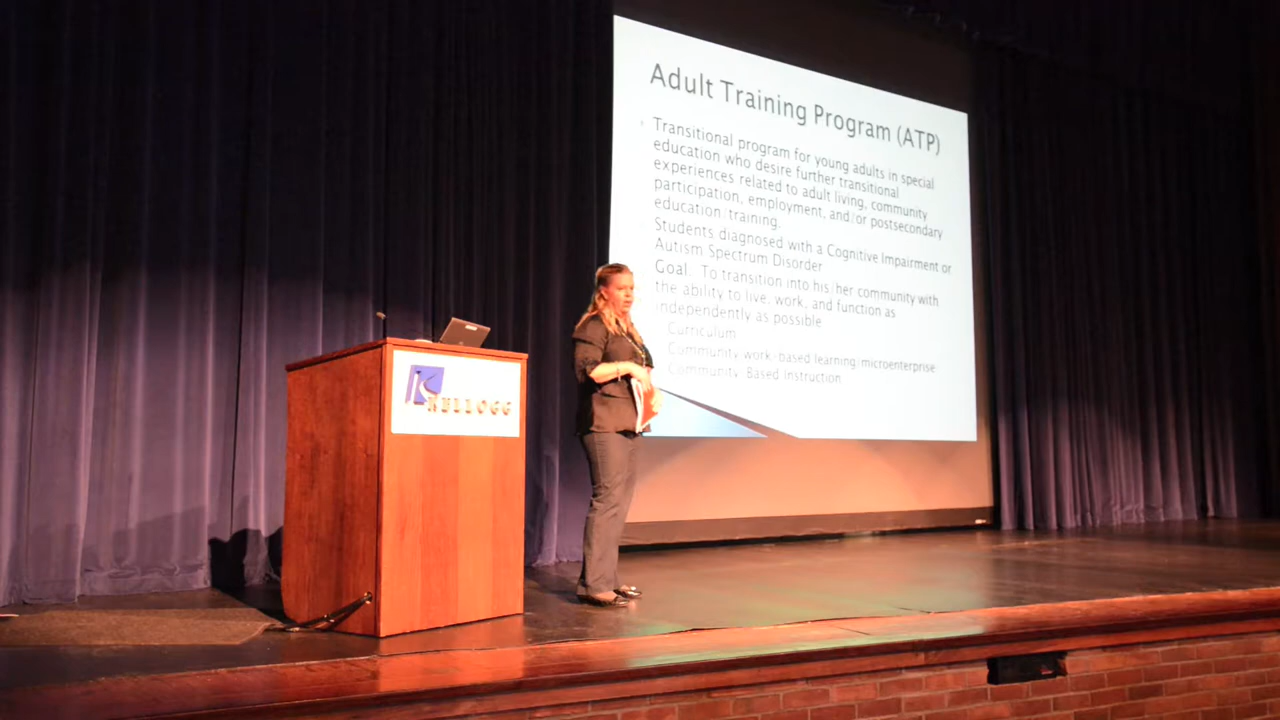 Adult Training Program (ATP)
Transitional program for young adults in special
education who desire further transitional
experiences related to adult living, community
participation, employment, and/or postsecondary
education/training.
Students diagnosed with a Cognitive Impairment or
Autism Spectrum Disorder
Goal: To transition into his/her community with
the ability to live, work, and function as
independently as possible
Curriculum
Community work-based learning/microenterprise
Community-Based Instruction
KELLOGG